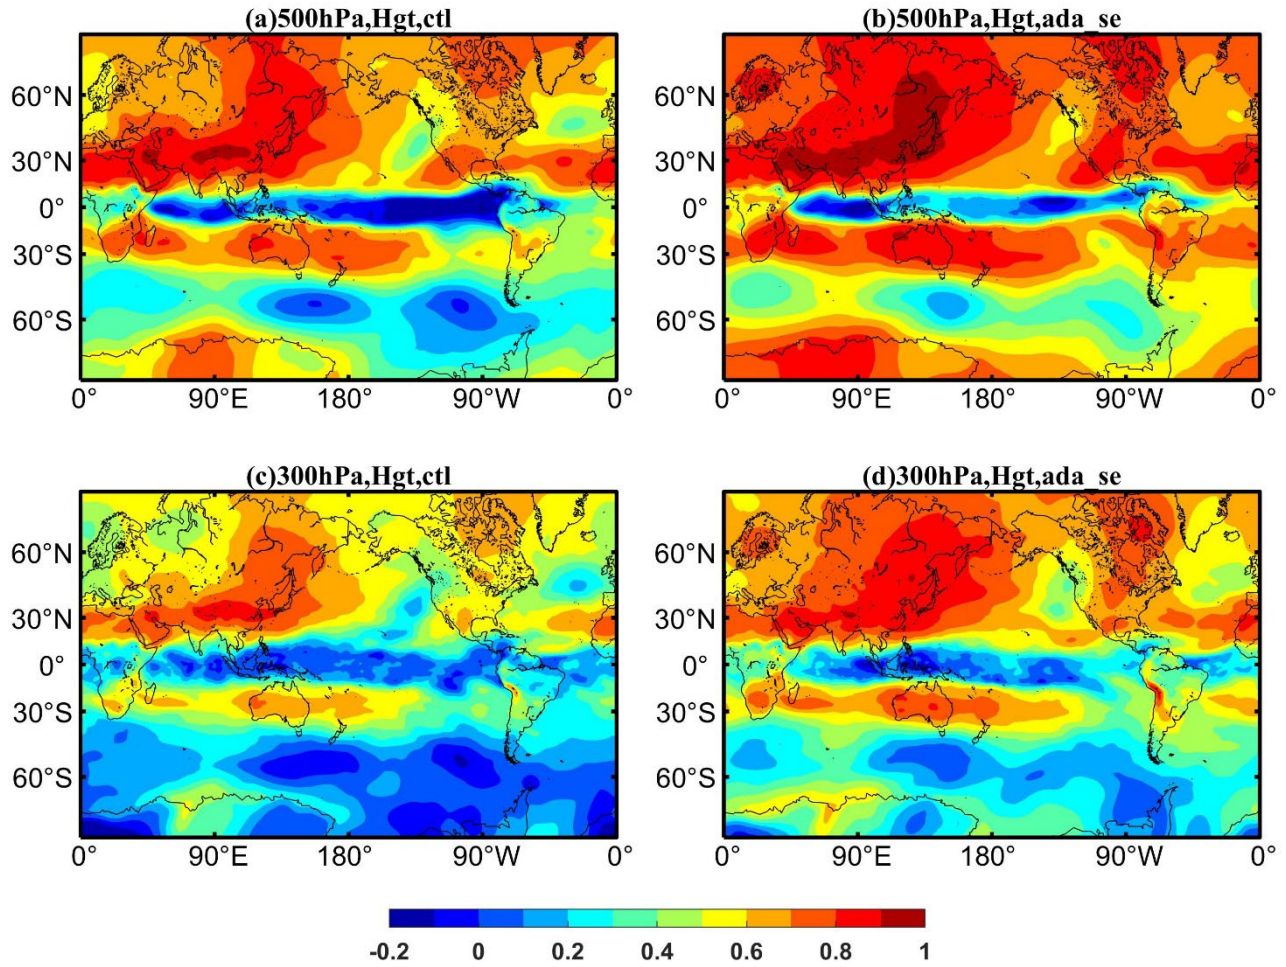 (a)500hPa,Hgt,ctl
(b)500hPa,Hgt,ada_se
60°N
30°N
0°
30°S
60°S
0° 90°E 180° 90°W 0°
60°N
30°N
0°
30°S
60°S
0° 90°E 180° 90°W 0°
(c)300hPa,Hgt,ctl
(d)300hPa,Hgt,ada_se
60°N
30°N
0°
30°S
60°S
0° 90°E 180° 90°W 0°
60°N
30°N
0°
30°S
60°S
0° 90°E 180° 90°W 0°
-0.2 0 0.2 0.4 0.6 0.8 1